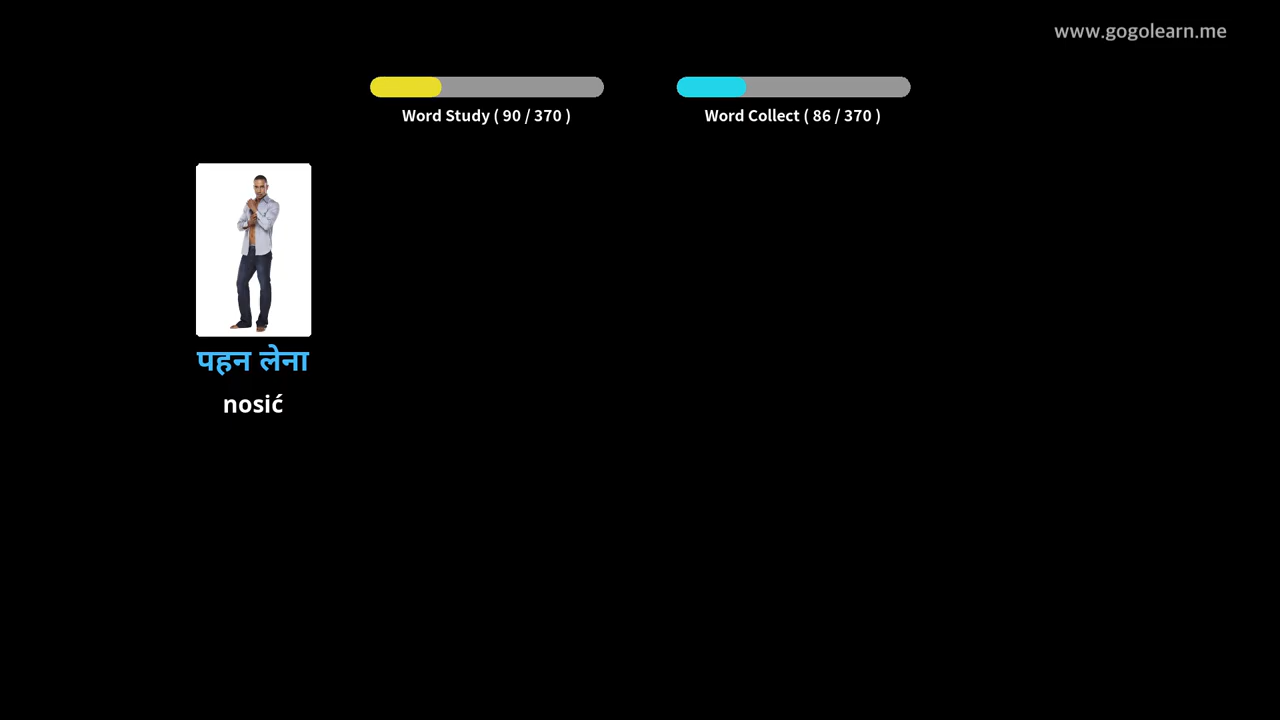 www.gogolearn.me
Word Study ( 90 / 370 )
Word Collect ( 86 / 370 )
पहन लेना
nosić